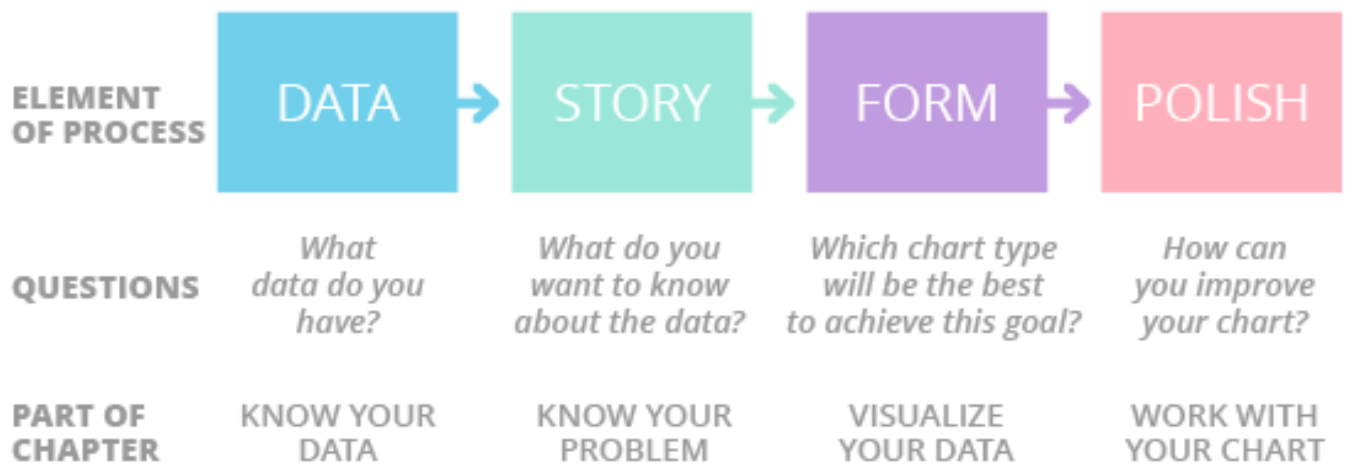 ELEMENT
OF PROCESS
DATA
STORY
FORM
POLISH
QUESTIONS
What
data do you
have?
What do you
want to know
about the data?
Which chart type
will be the best
to achieve this goal?
How can
you improve
your chart?
PART OF
CHAPTER
KNOW YOUR
DATA
KNOW YOUR
PROBLEM
VISUALIZE
YOUR DATA
WORK WITH
YOUR CHART